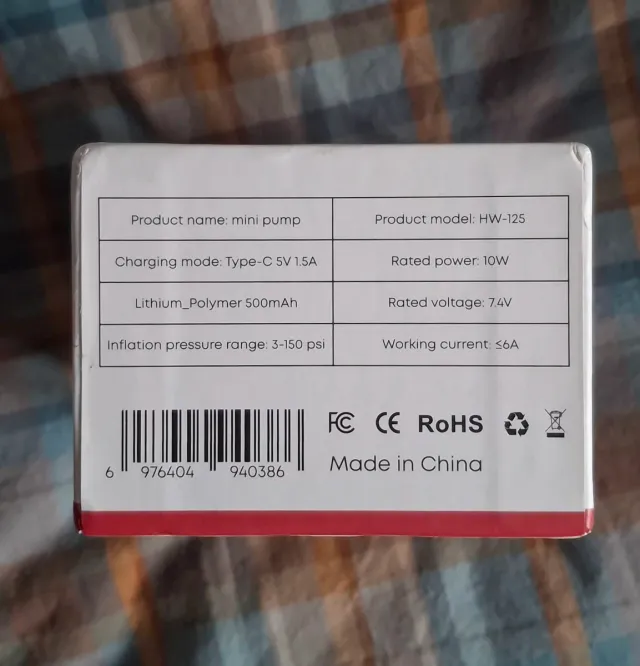 Product name: mini pump
Product model: HW-125
Charging mode: Type-C 5V 1.5A
Rated power: 10W
Lithium_Polymer 500mAh
Rated voltage: 7.4V
Inflation pressure range: 3-150 psi
Working current: ≤6A
FC CE RoHS
6 976404 940386
Made in China